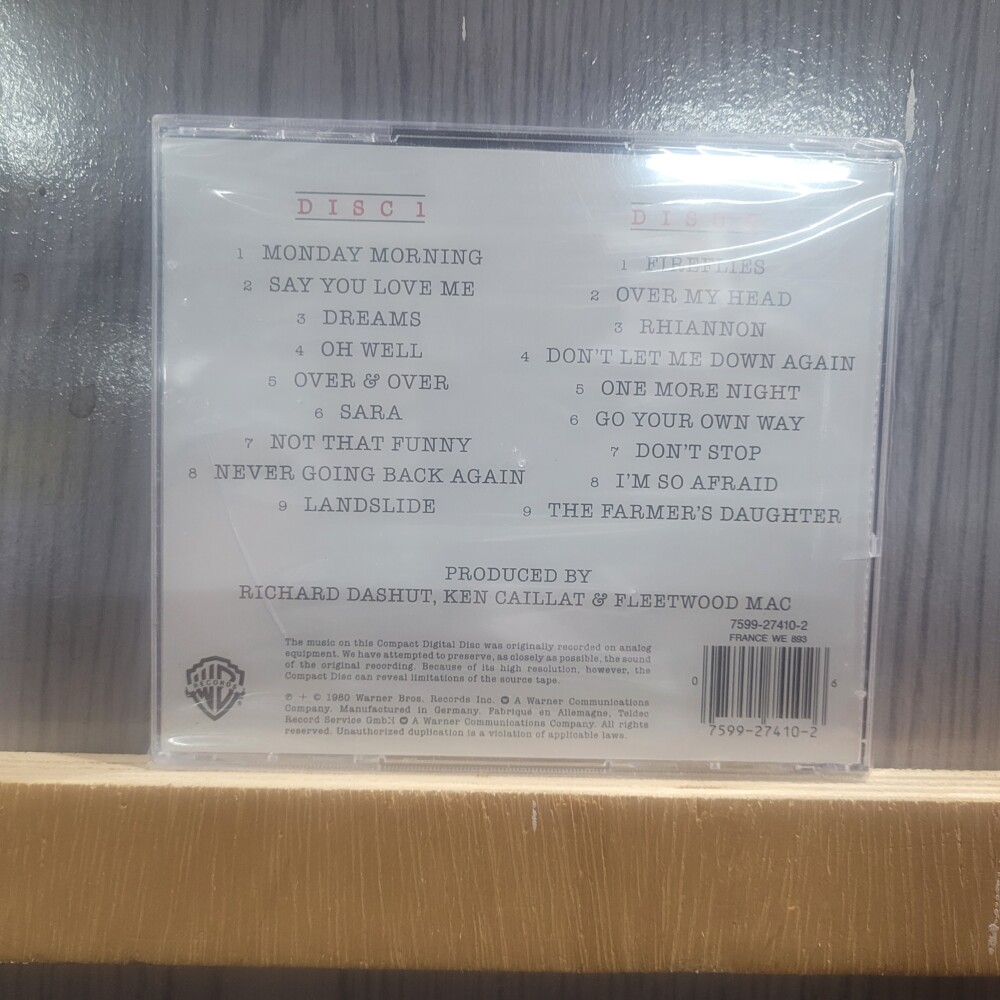 DISC 1
1 MONDAY MORNING
2 SAY YOU LOVE ME
3 DREAMS
4 OH WELL
5 OVER & OVER
6 SARA
7 NOT THAT FUNNY
8 NEVER GOING BACK AGAIN
9 LANDSLIDE
DISC
1 FIREFLIES
2 OVER MY HEAD
3 RHIANNON
4 DON'T LET ME DOWN AGAIN
5 ONE MORE NIGHT
6 GO YOUR OWN WAY
7 DON'T STOP
8 I'M SO AFRAID
9 THE FARMER'S DAUGHTER
PRODUCED BY
RICHARD DASHUT, KEN CAILLAT & FLEETWOOD MAC
7599-27410-2
FRANCE WE 893
The music on this Compact Digital Disc was originally recorded on analog
equipment. We have attempted to preserve, as closely as possible, the sound
of the original recording. Because of its high resolution, however, the
Compact Disc can reveal limitations of the source tape.
WB RECORDS ®
℗ + © 1980 Warner Bros. Records Inc. A Warner Communications
Company. Manufactured in Germany. Fabriqué en Allemagne, Teldec
Record Service GmbH A Warner Communications Company. All rights
reserved. Unauthorized duplication is a violation of applicable laws.
0 6
7599-27410-2